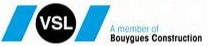 VSL
A member of
Bouygues Construction